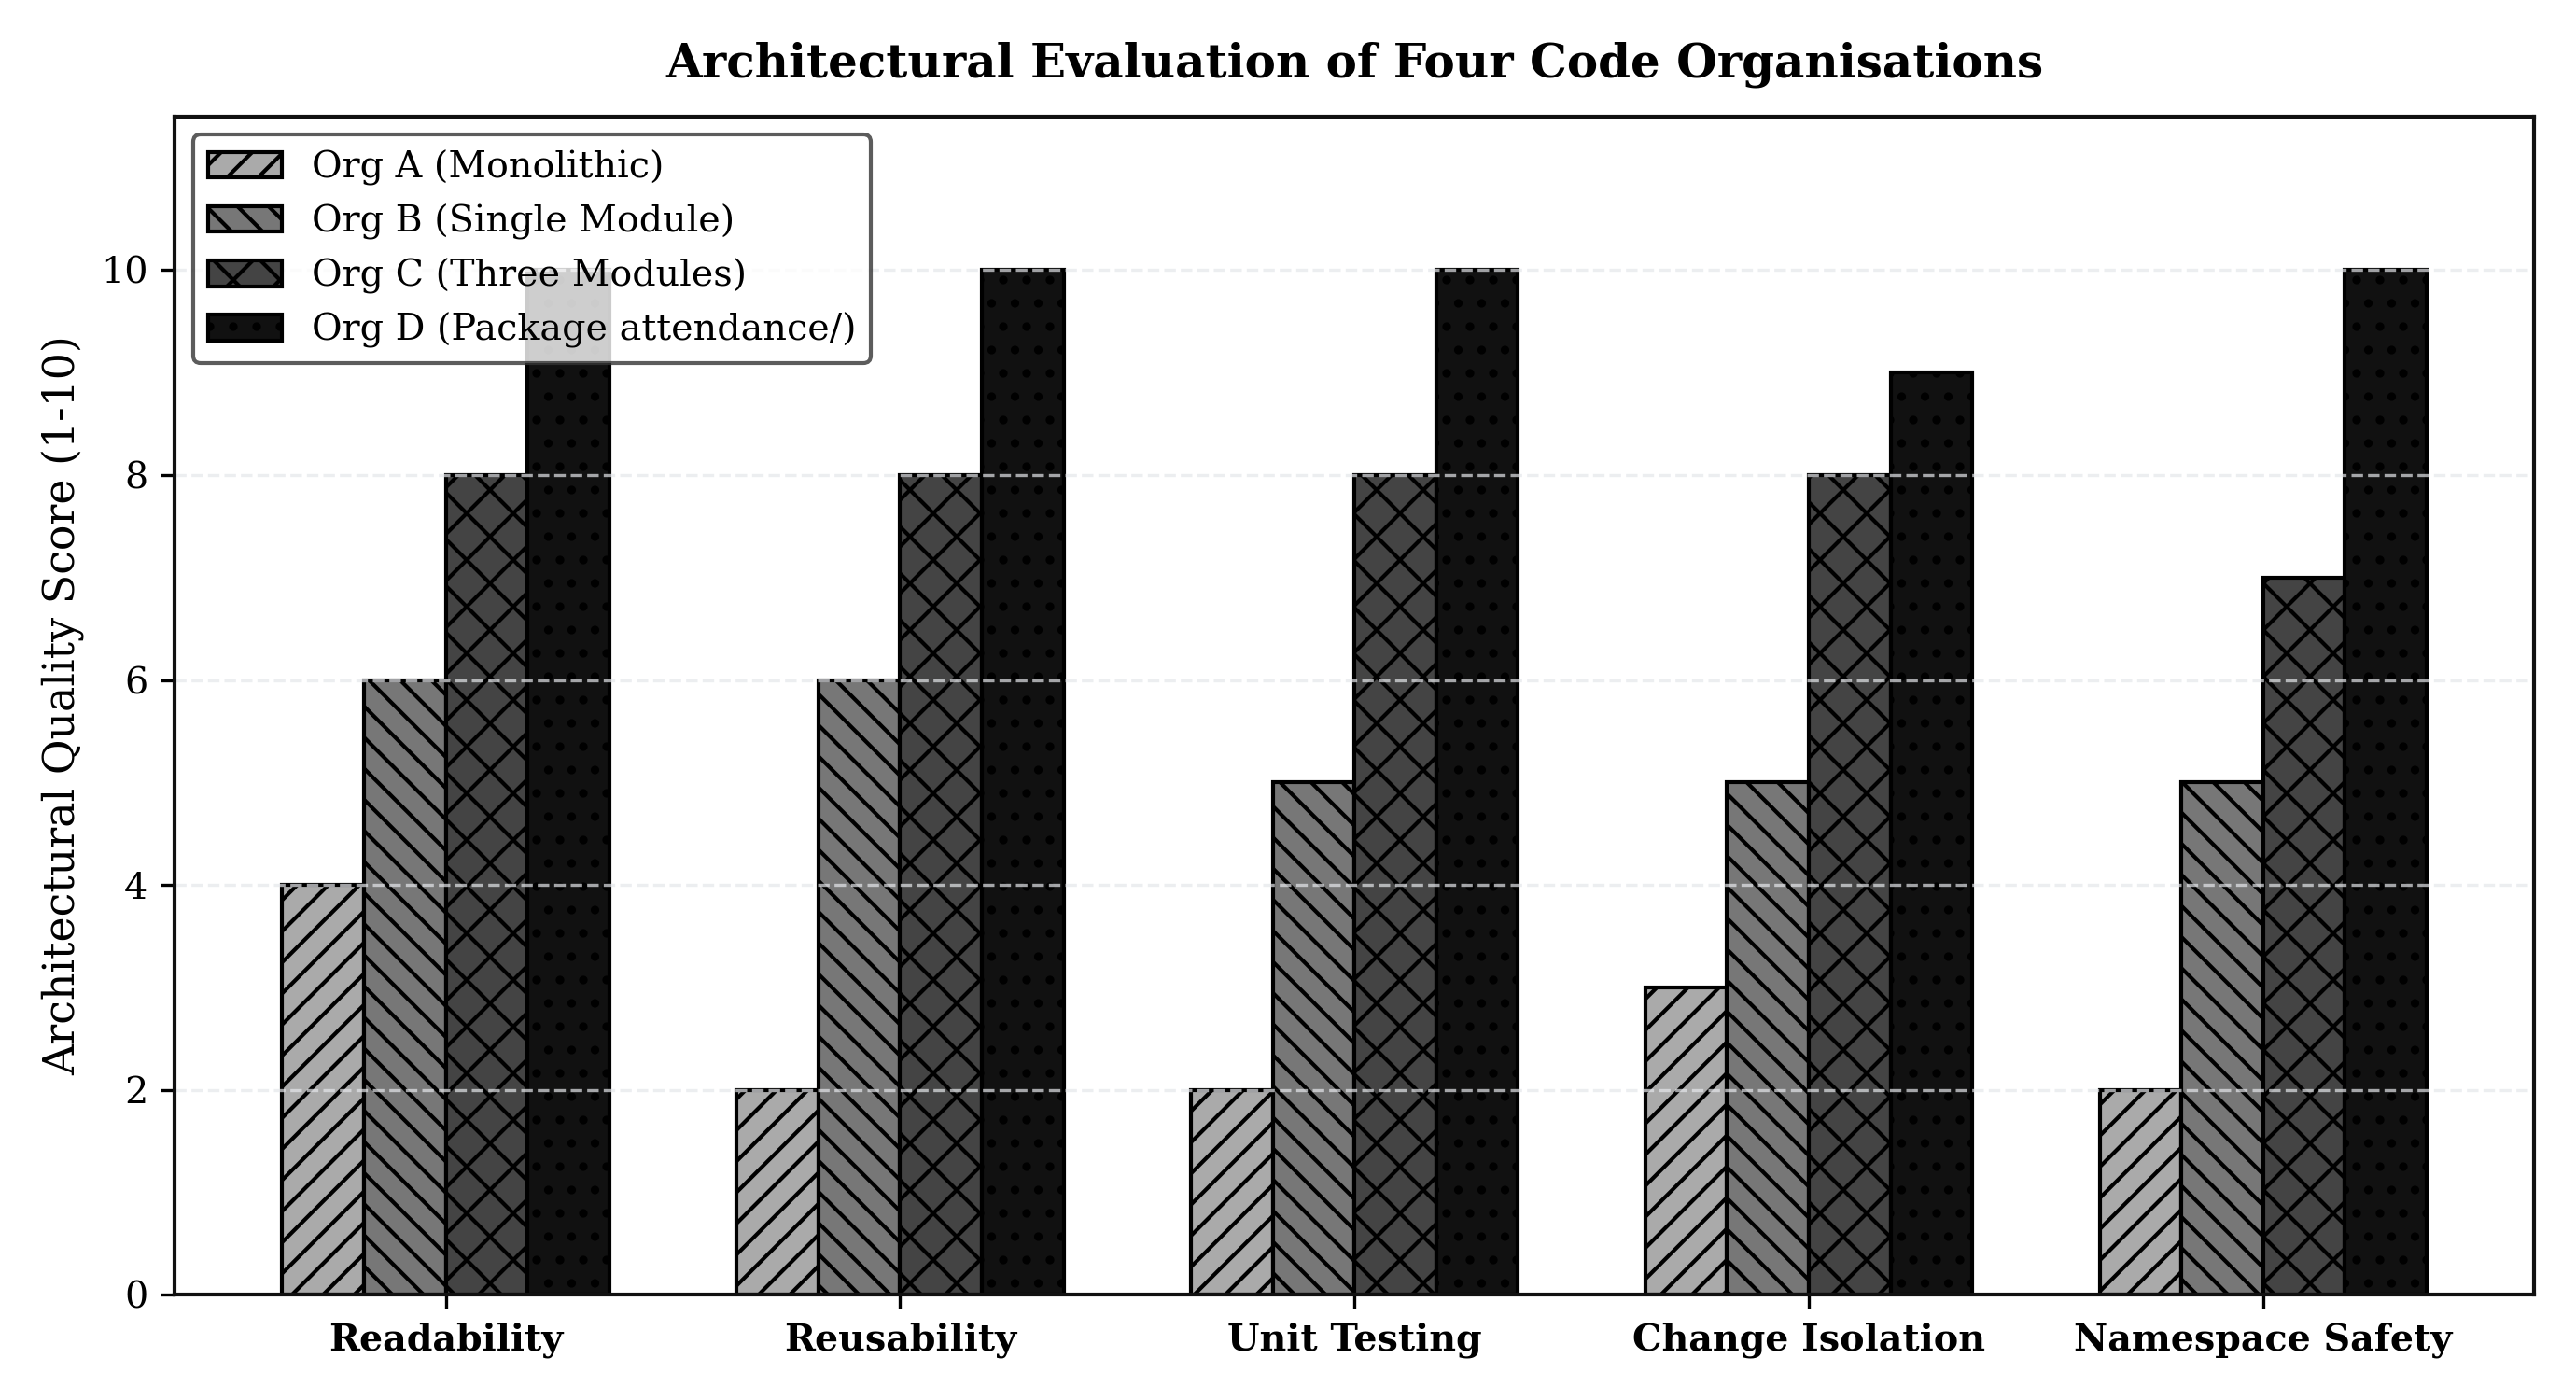 Architectural Evaluation of Four Code Organisations
Org A (Monolithic)
Org B (Single Module)
Org C (Three Modules)
Org D (Package attendance/)
Architectural Quality Score (1-10)
10
8
6
4
2
0
Readability
Reusability
Unit Testing
Change Isolation
Namespace Safety